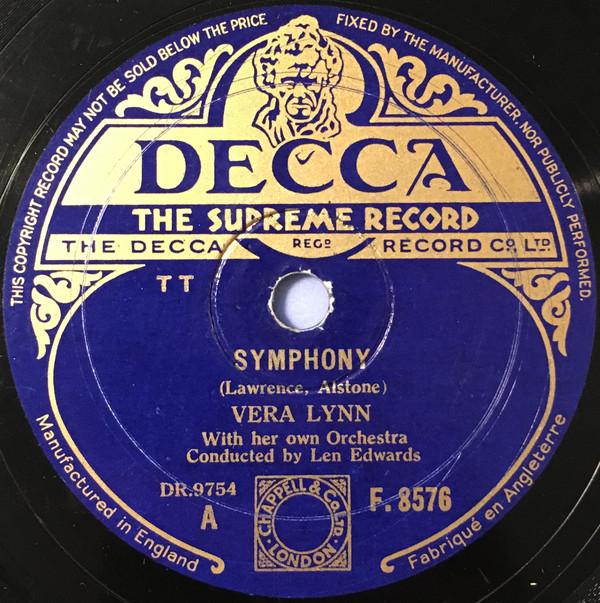 THIS COPYRIGHT RECORD MAY NOT BE SOLD BELOW THE PRICE FIXED BY THE MANUFACTURER, NOR PUBLICLY PERFORMED.
DECCA
THE SUPREME RECORD
THE DECCA REGD RECORD CO LTD
TT
SYMPHONY
(Lawrence, Alstone)
VERA LYNN
With her own Orchestra
Conducted by Len Edwards
DR.9754
A
CHAPPELL & CO LTD. LONDON
F. 8576
Manufactured in England
Fabriqué en Angleterre